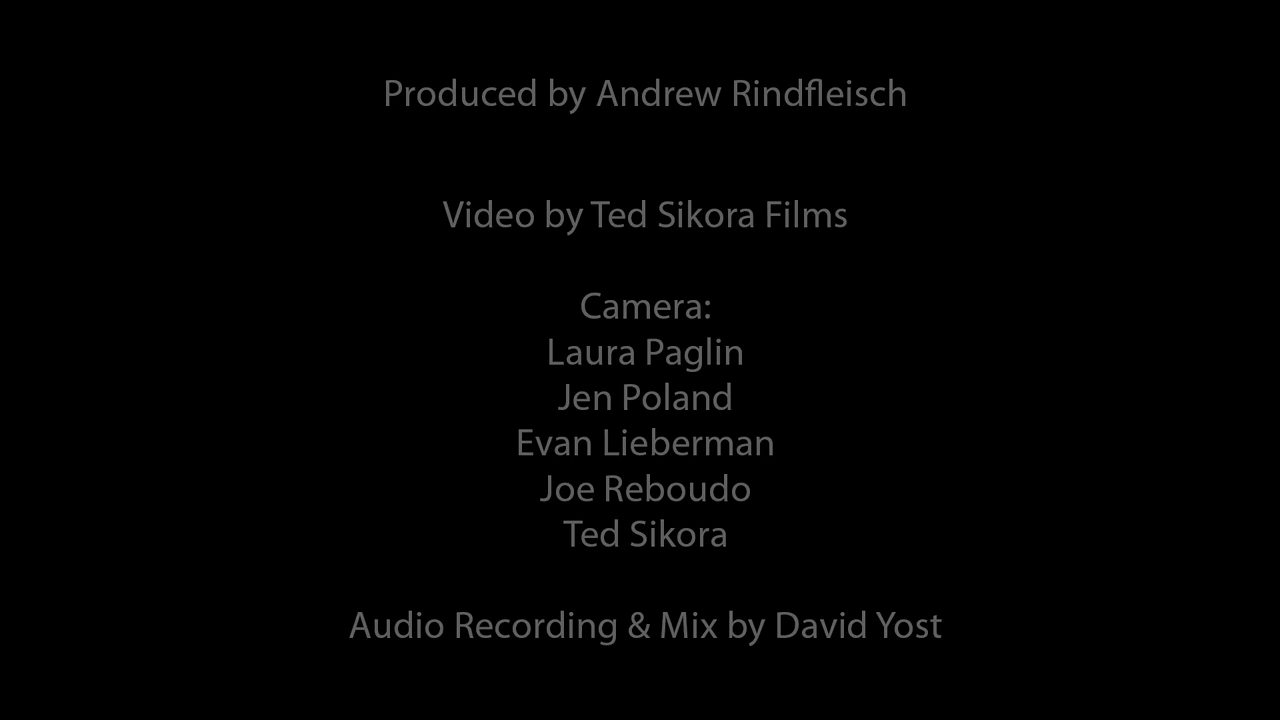 Produced by Andrew Rindfleisch
Video by Ted Sikora Films
Camera:
Laura Paglin
Jen Poland
Evan Lieberman
Joe Reboudo
Ted Sikora
Audio Recording & Mix by David Yost